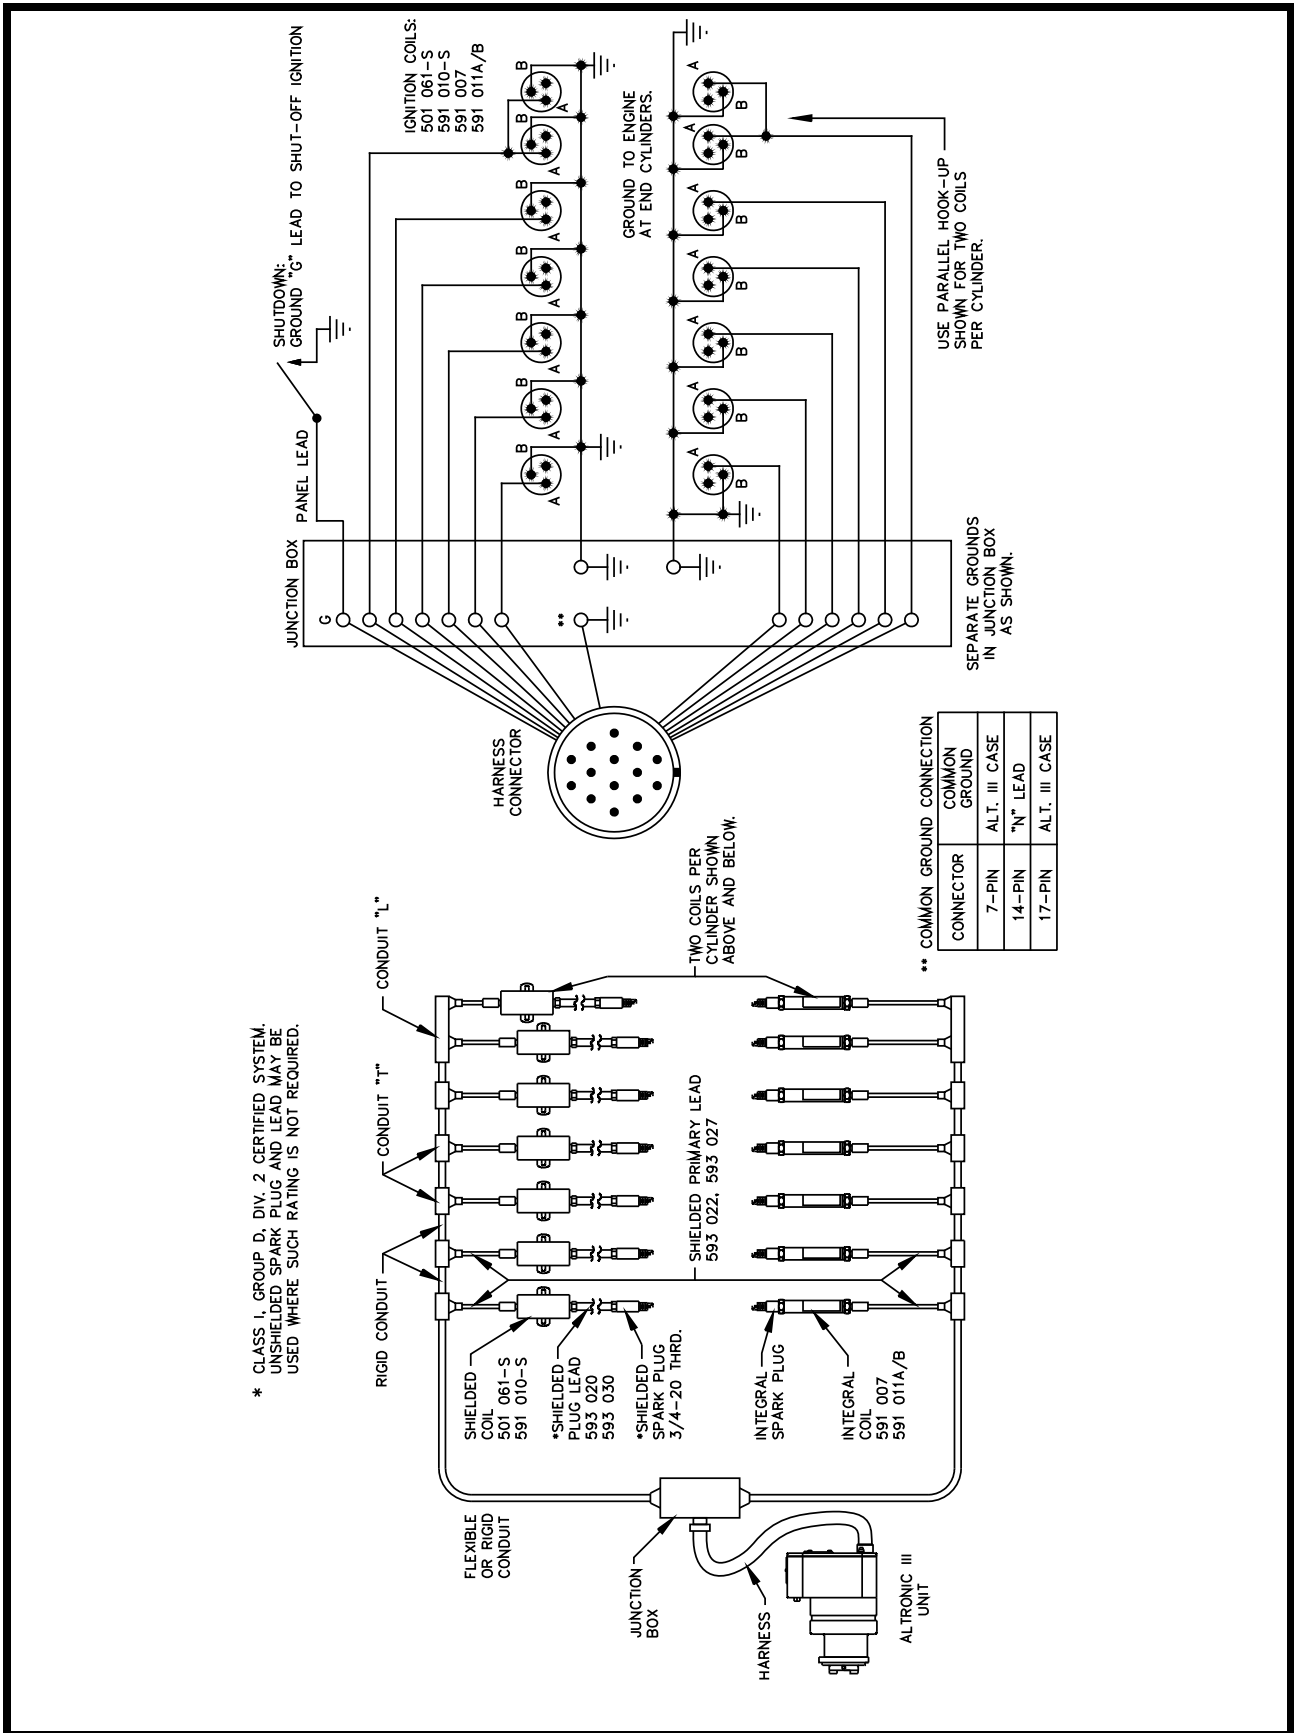 SHUTDOWN:
GROUND "G" LEAD TO SHUT-OFF IGNITION
PANEL LEAD
IGNITION COILS:
501 061-S
591 010-S
591 007
591 011A/B
JUNCTION BOX
G
**
B
A
B
A
B
A
B
A
B
A
B
A
B
A
GROUND TO ENGINE
AT END CYLINDERS.
A
B
A
B
A
B
A
B
A
B
A
B
A
B
USE PARALLEL HOOK-UP
SHOWN FOR TWO COILS
PER CYLINDER.
SEPARATE GROUNDS
IN JUNCTION BOX
AS SHOWN.
HARNESS
CONNECTOR
** COMMON GROUND CONNECTION
CONNECTOR
COMMON
GROUND
7-PIN
ALT. III CASE
14-PIN
"N" LEAD
17-PIN
ALT. III CASE
* CLASS I, GROUP D, DIV. 2 CERTIFIED SYSTEM.
UNSHIELDED SPARK PLUG AND LEAD MAY BE
USED WHERE SUCH RATING IS NOT REQUIRED.
RIGID CONDUIT
CONDUIT "T"
CONDUIT "L"
TWO COILS PER
CYLINDER SHOWN
ABOVE AND BELOW.
SHIELDED PRIMARY LEAD
593 022, 593 027
SHIELDED
COIL
501 061-S
591 010-S
*SHIELDED
PLUG LEAD
593 020
593 030
*SHIELDED
SPARK PLUG
3/4-20 THRD.
INTEGRAL
SPARK PLUG
INTEGRAL
COIL
591 007
591 011A/B
FLEXIBLE
OR RIGID
CONDUIT
JUNCTION
BOX
HARNESS
ALTRONIC III
UNIT